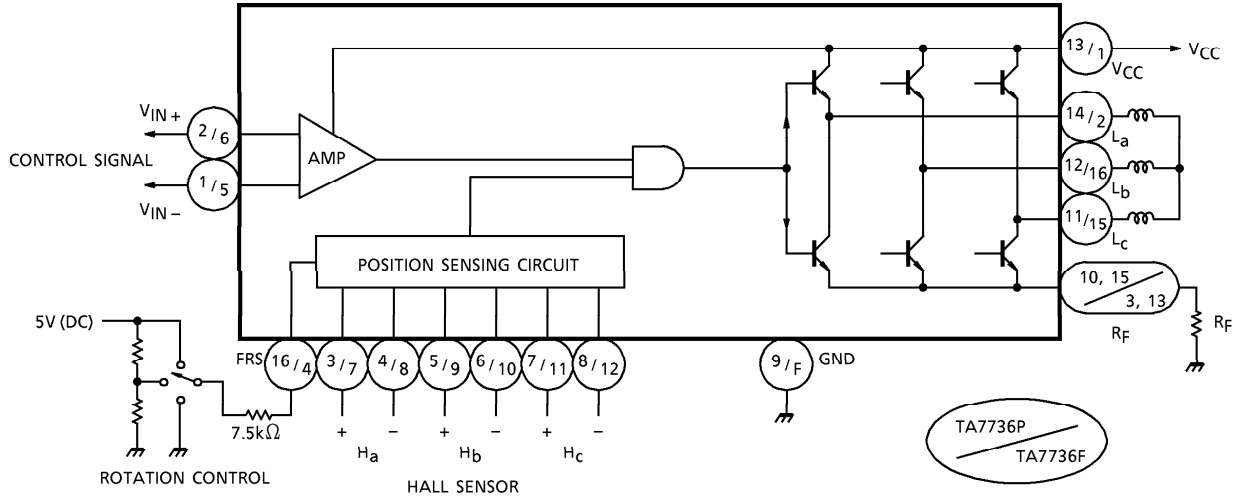 13/1
VCC
VCC
VIN+
2/6
AMP
14/2
La
CONTROL SIGNAL
12/16
Lb
1/5
VIN−
11/15
Lc
POSITION SENSING CIRCUIT
10, 15
3, 13
RF
RF
5V (DC)
FRS
16/4
3/7
4/8
5/9
6/10
7/11
8/12
9/F
GND
7.5kΩ
+
−
+
−
+
−
Ha
Hb
Hc
ROTATION CONTROL
HALL SENSOR
TA7736P
TA7736F